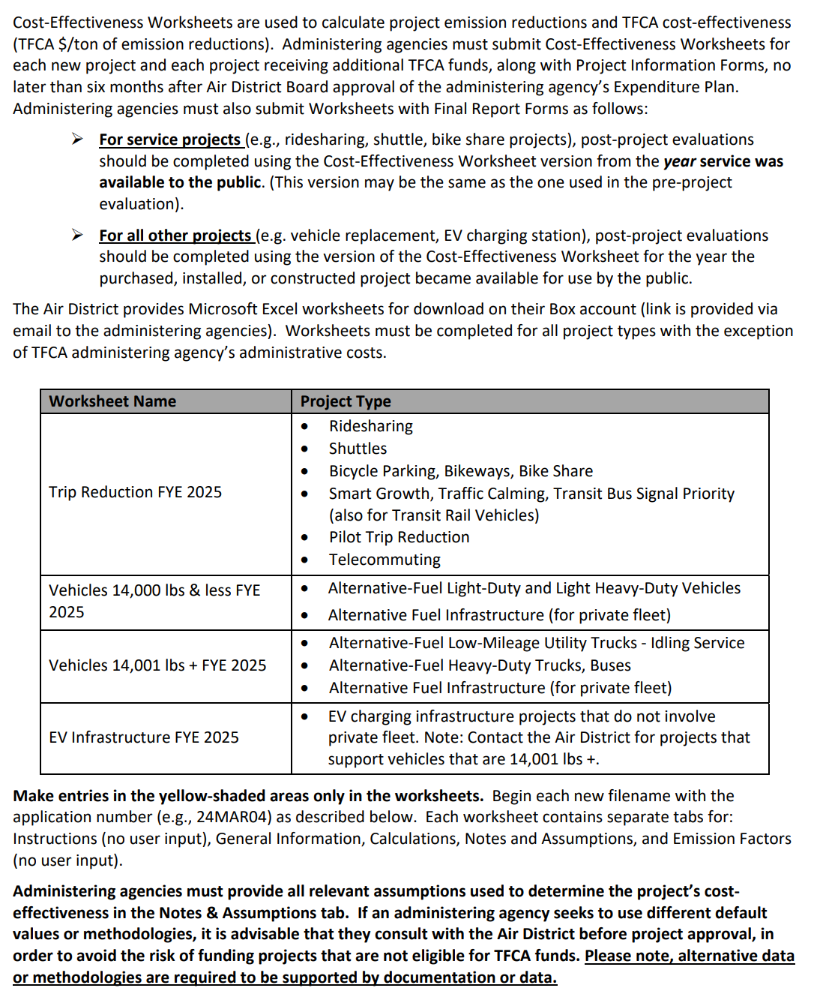 Cost-Effectiveness Worksheets are used to calculate project emission reductions and TFCA cost-effectiveness
(TFCA $/ton of emission reductions).  Administering agencies must submit Cost-Effectiveness Worksheets for
each new project and each project receiving additional TFCA funds, along with Project Information Forms, no
later than six months after Air District Board approval of the administering agency’s Expenditure Plan.
Administering agencies must also submit Worksheets with Final Report Forms as follows:
➢ For service projects (e.g., ridesharing, shuttle, bike share projects), post-project evaluations
should be completed using the Cost-Effectiveness Worksheet version from the year service was
available to the public. (This version may be the same as the one used in the pre-project
evaluation).
➢ For all other projects (e.g. vehicle replacement, EV charging station), post-project evaluations
should be completed using the version of the Cost-Effectiveness Worksheet for the year the
purchased, installed, or constructed project became available for use by the public.
The Air District provides Microsoft Excel worksheets for download on their Box account (link is provided via
email to the administering agencies).  Worksheets must be completed for all project types with the exception
of TFCA administering agency’s administrative costs.
Worksheet Name
Project Type
Trip Reduction FYE 2025
• Ridesharing
• Shuttles
• Bicycle Parking, Bikeways, Bike Share
• Smart Growth, Traffic Calming, Transit Bus Signal Priority
(also for Transit Rail Vehicles)
• Pilot Trip Reduction
• Telecommuting
Vehicles 14,000 lbs & less FYE
2025
• Alternative-Fuel Light-Duty and Light Heavy-Duty Vehicles
• Alternative Fuel Infrastructure (for private fleet)
Vehicles 14,001 lbs + FYE 2025
• Alternative-Fuel Low-Mileage Utility Trucks - Idling Service
• Alternative-Fuel Heavy-Duty Trucks, Buses
• Alternative Fuel Infrastructure (for private fleet)
EV Infrastructure FYE 2025
• EV charging infrastructure projects that do not involve
private fleet. Note: Contact the Air District for projects that
support vehicles that are 14,001 lbs +.
Make entries in the yellow-shaded areas only in the worksheets.  Begin each new filename with the
application number (e.g., 24MAR04) as described below.  Each worksheet contains separate tabs for:
Instructions (no user input), General Information, Calculations, Notes and Assumptions, and Emission Factors
(no user input).
Administering agencies must provide all relevant assumptions used to determine the project’s cost-
effectiveness in the Notes & Assumptions tab.  If an administering agency seeks to use different default
values or methodologies, it is advisable that they consult with the Air District before project approval, in
order to avoid the risk of funding projects that are not eligible for TFCA funds. Please note, alternative data
or methodologies are required to be supported by documentation or data.